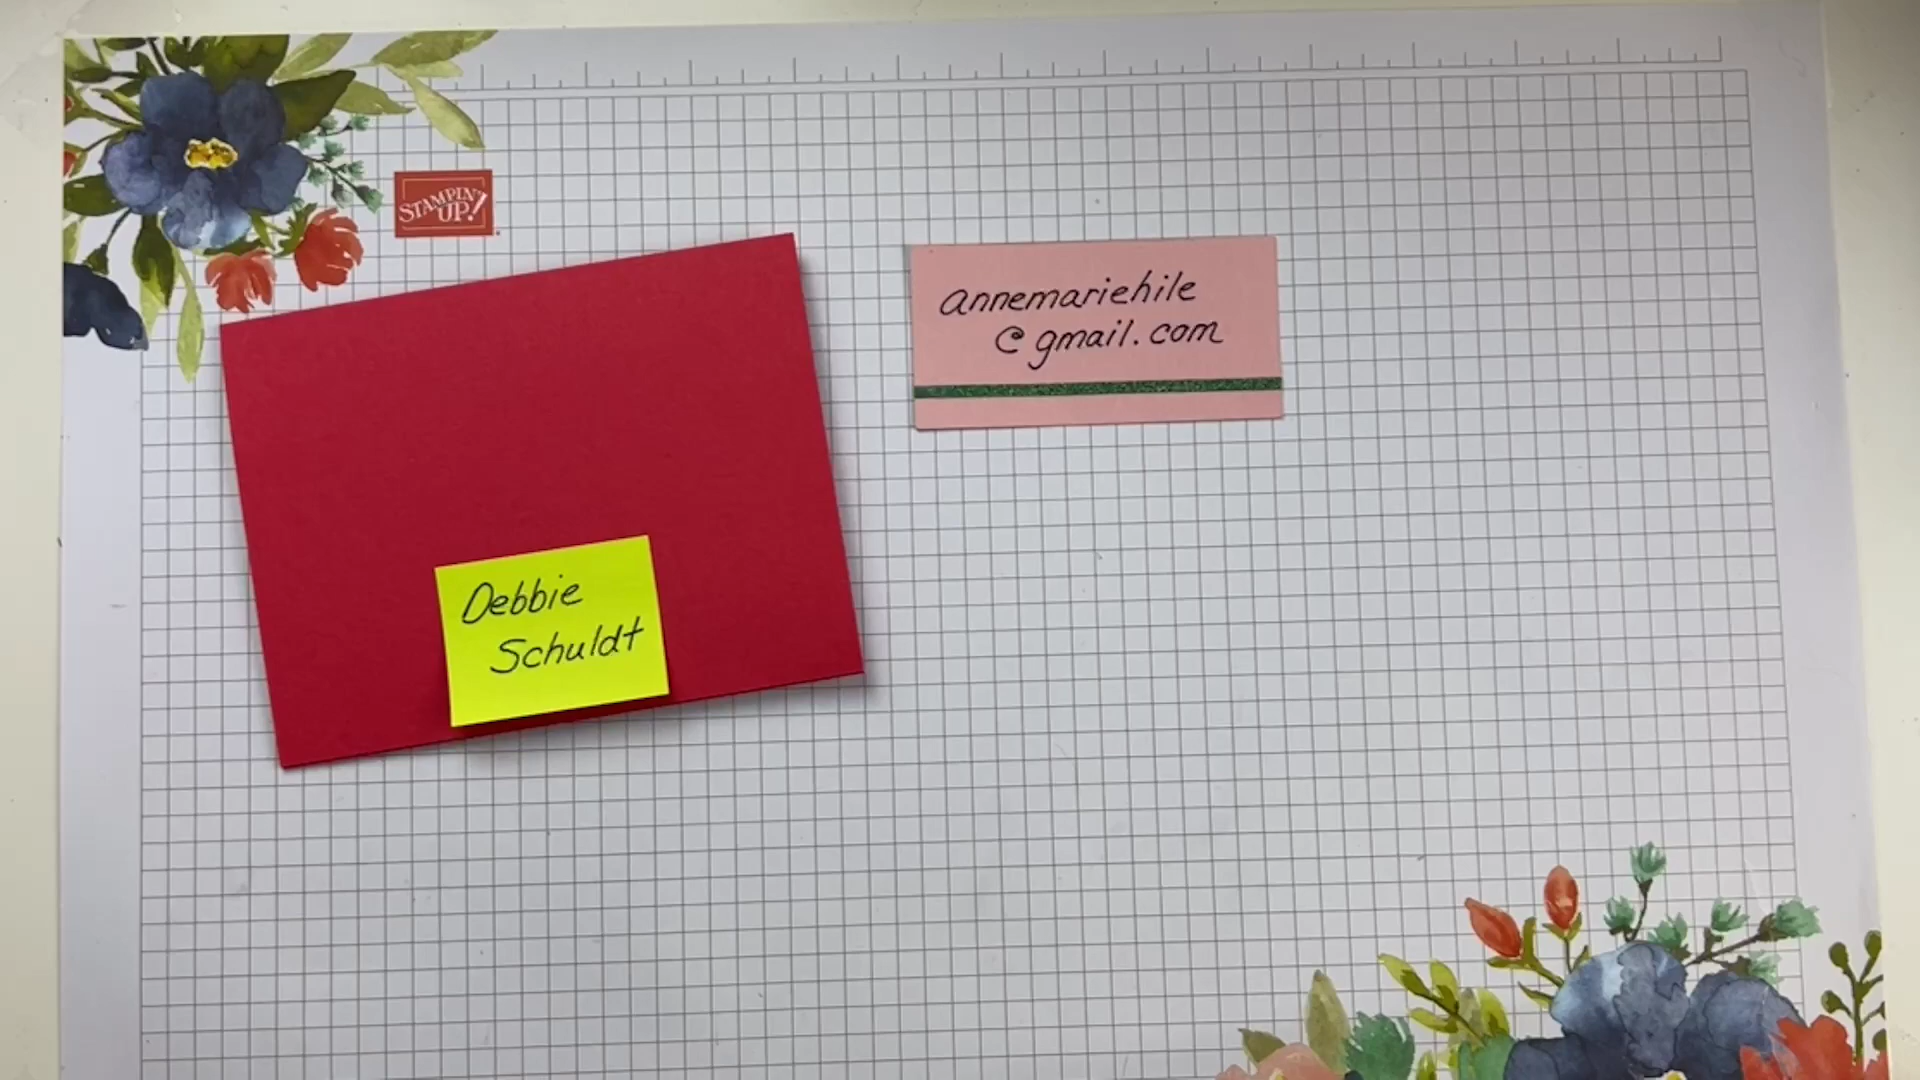 STAMPIN'
UP!
annemariehile
@gmail.com
Debbie
Schuldt